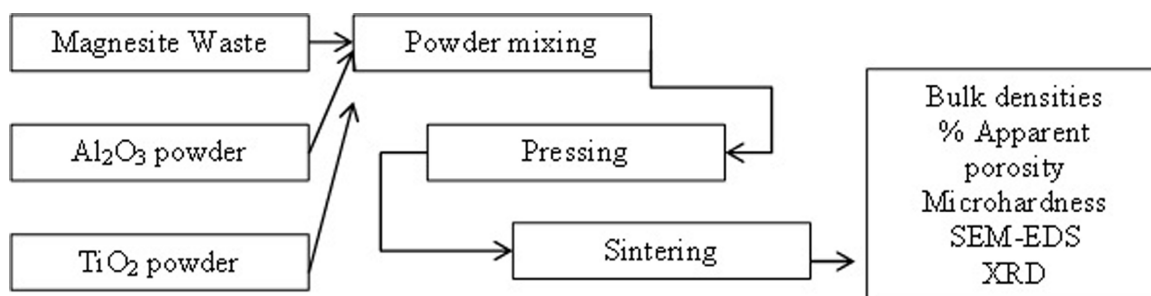 Magnesite Waste
Powder mixing
Al₂O₃ powder
Pressing
TiO₂ powder
Sintering
Bulk densities
% Apparent
porosity
Microhardness
SEM-EDS
XRD